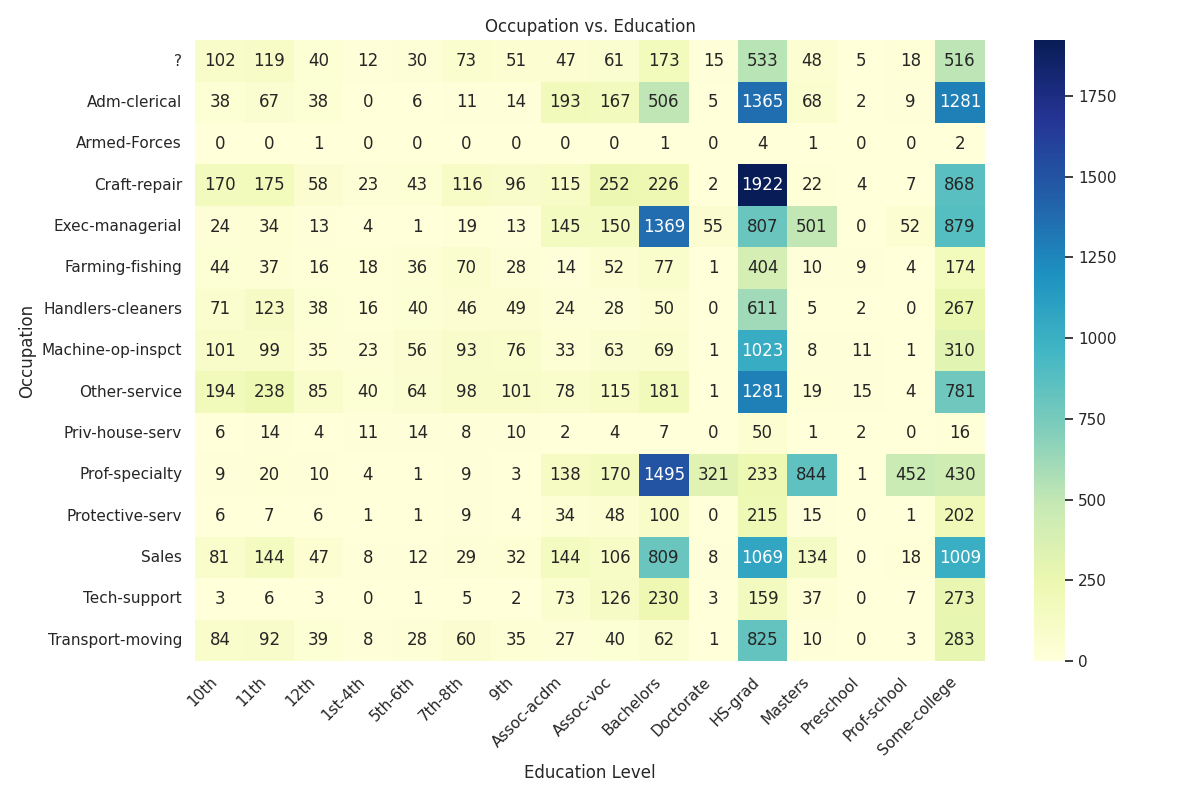 Occupation vs. Education
? 102 119 40 12 30 73 51 47 61 173 15 533 48 5 18 516
Adm-clerical 38 67 38 0 6 11 14 193 167 506 5 1365 68 2 9 1281
Armed-Forces 0 0 1 0 0 0 0 0 0 1 0 4 1 0 0 2
Craft-repair 170 175 58 23 43 116 96 115 252 226 2 1922 22 4 7 868
Exec-managerial 24 34 13 4 1 19 13 145 150 1369 55 807 501 0 52 879
Farming-fishing 44 37 16 18 36 70 28 14 52 77 1 404 10 9 4 174
Handlers-cleaners 71 123 38 16 40 46 49 24 28 50 0 611 5 2 0 267
Machine-op-inspct 101 99 35 23 56 93 76 33 63 69 1 1023 8 11 1 310
Other-service 194 238 85 40 64 98 101 78 115 181 1 1281 19 15 4 781
Priv-house-serv 6 14 4 11 14 8 10 2 4 7 0 50 1 2 0 16
Prof-specialty 9 20 10 4 1 9 3 138 170 1495 321 233 844 1 452 430
Protective-serv 6 7 6 1 1 9 4 34 48 100 0 215 15 0 1 202
Sales 81 144 47 8 12 29 32 144 106 809 8 1069 134 0 18 1009
Tech-support 3 6 3 0 1 5 2 73 126 230 3 159 37 0 7 273
Transport-moving 84 92 39 8 28 60 35 27 40 62 1 825 10 0 3 283
Occupation
10th 11th 12th 1st-4th 5th-6th 7th-8th 9th Assoc-acdm Assoc-voc Bachelors Doctorate HS-grad Masters Preschool Prof-school Some-college
Education Level
1750
1500
1250
1000
750
500
250
0